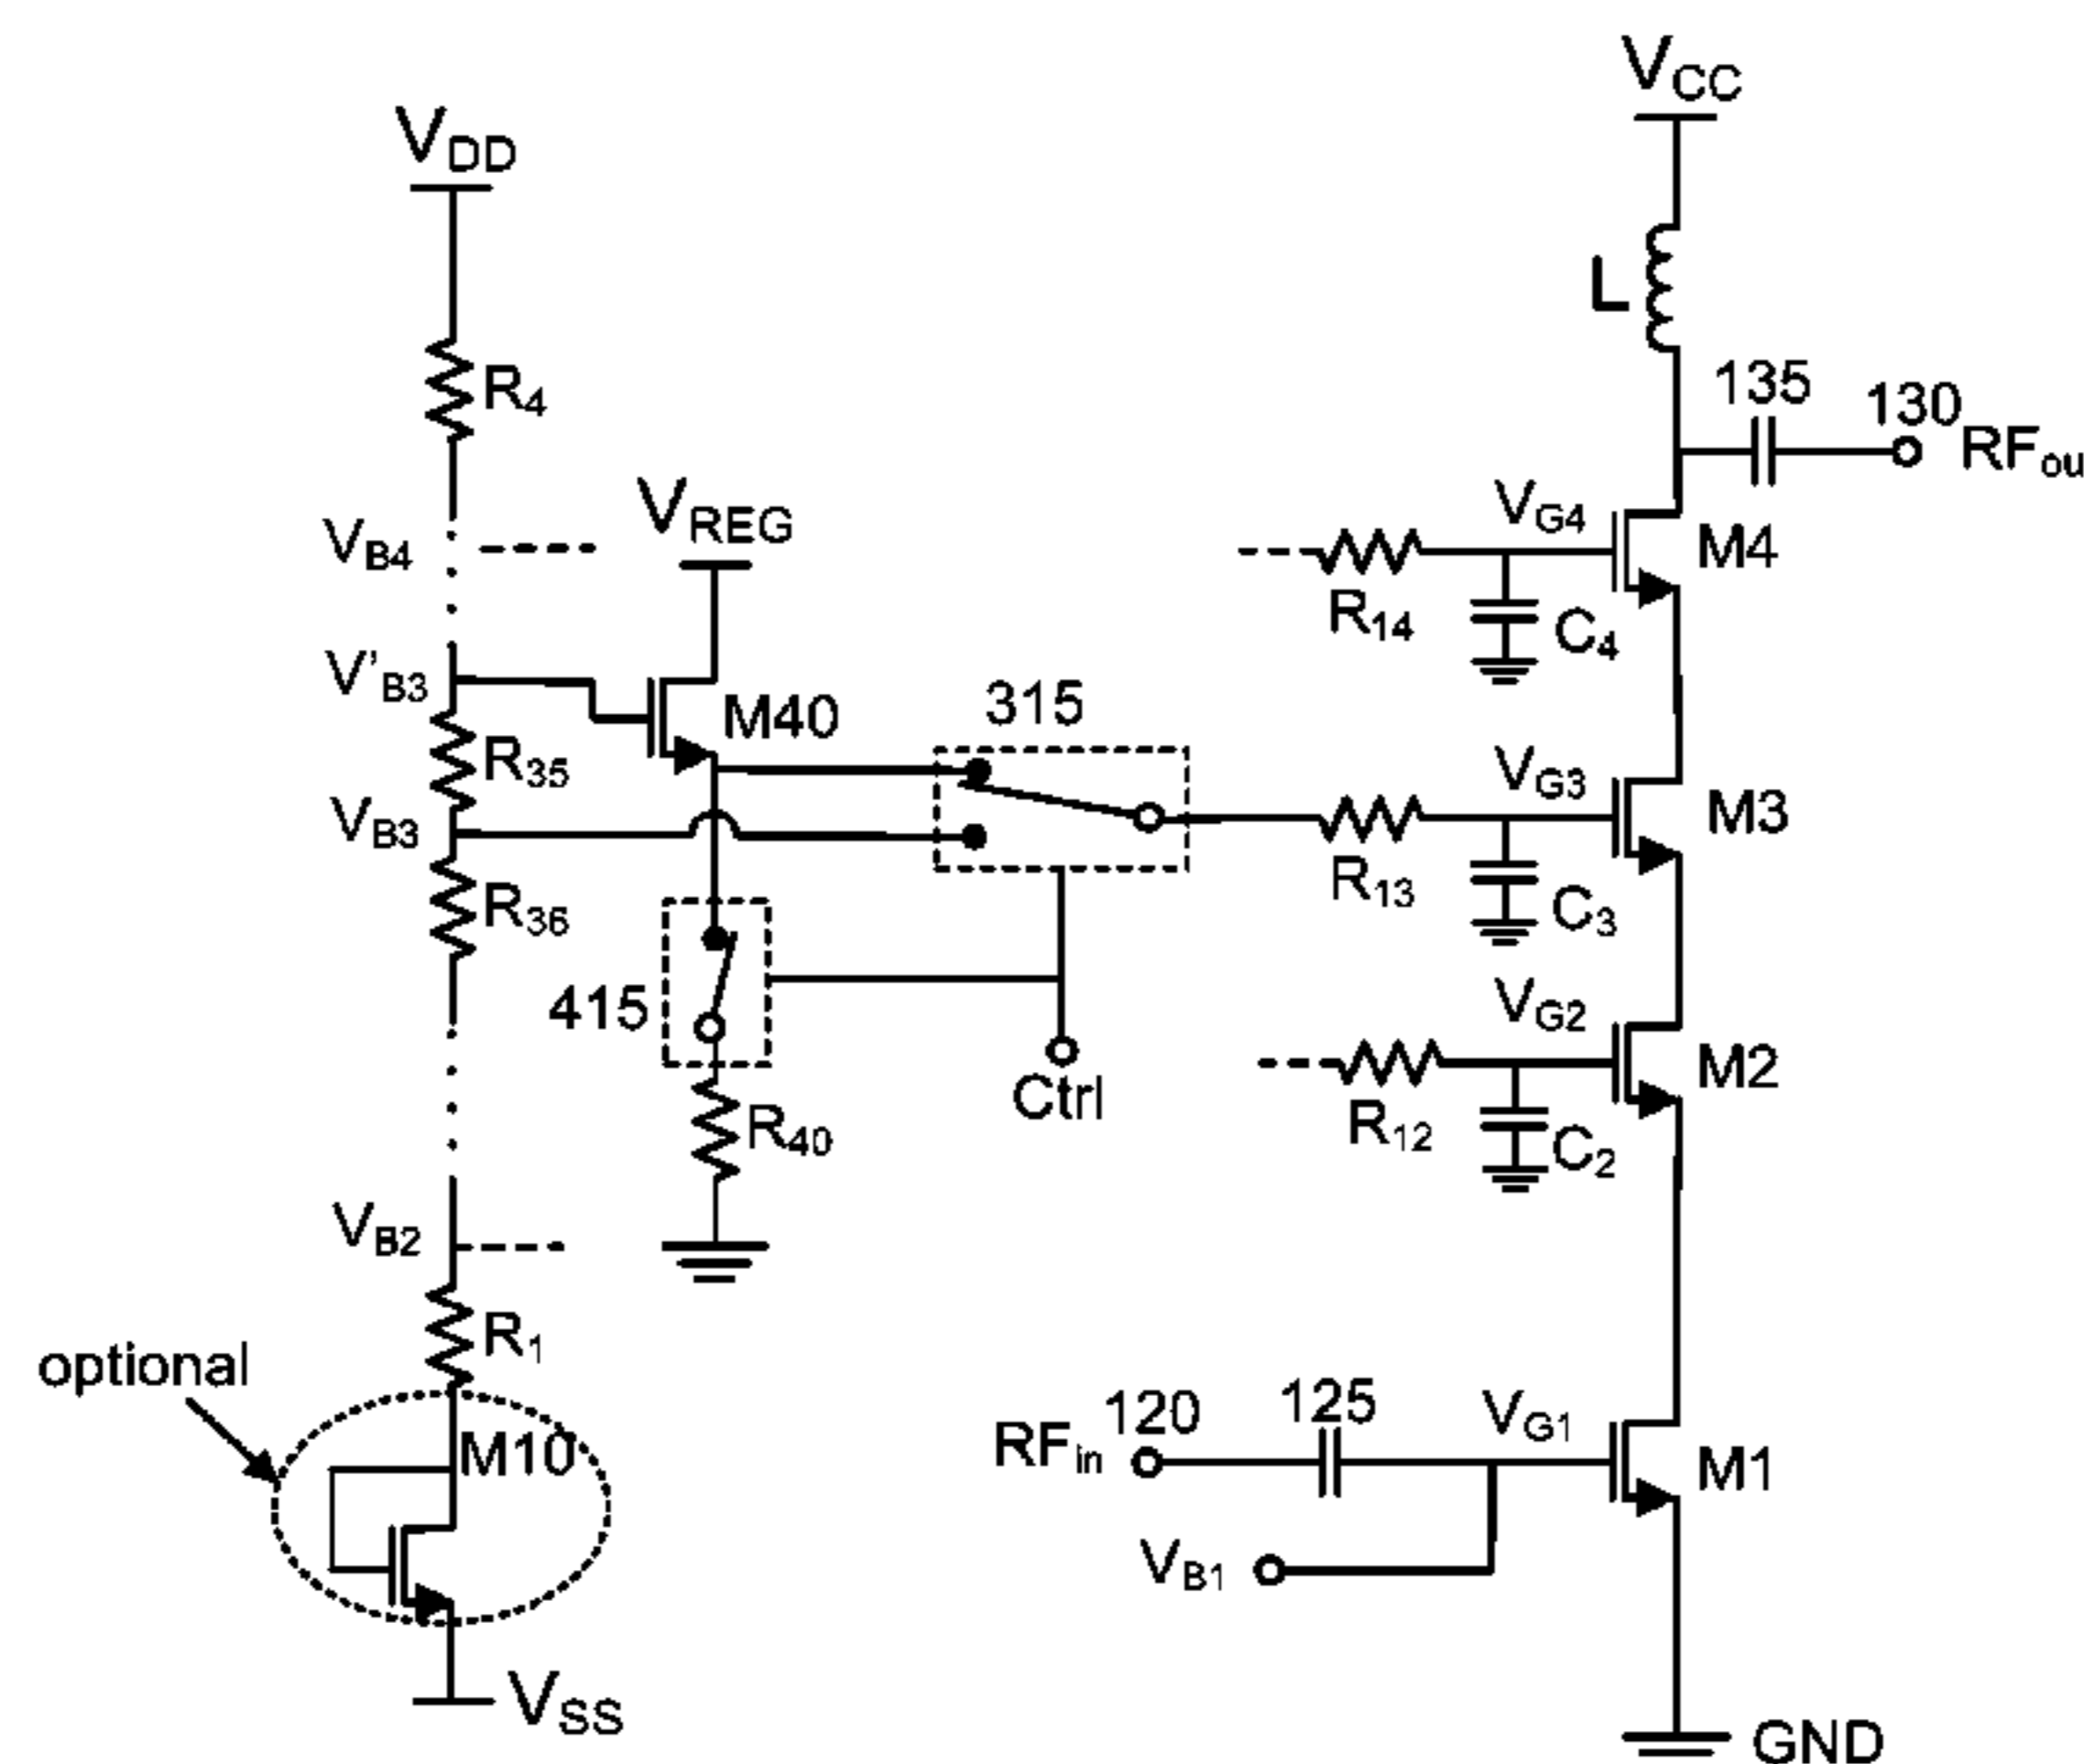 VCC
VDD
L
R4
135
130
RFou
VREG
VG4
VB4
M4
R14
C4
V'B3
M40
315
R35
VG3
M3
VB3
R13
C3
R36
VG2
415
M2
Ctrl
R40
R12
C2
VB2
R1
optional
120
125
VG1
RFin
M10
M1
VB1
VSS
GND